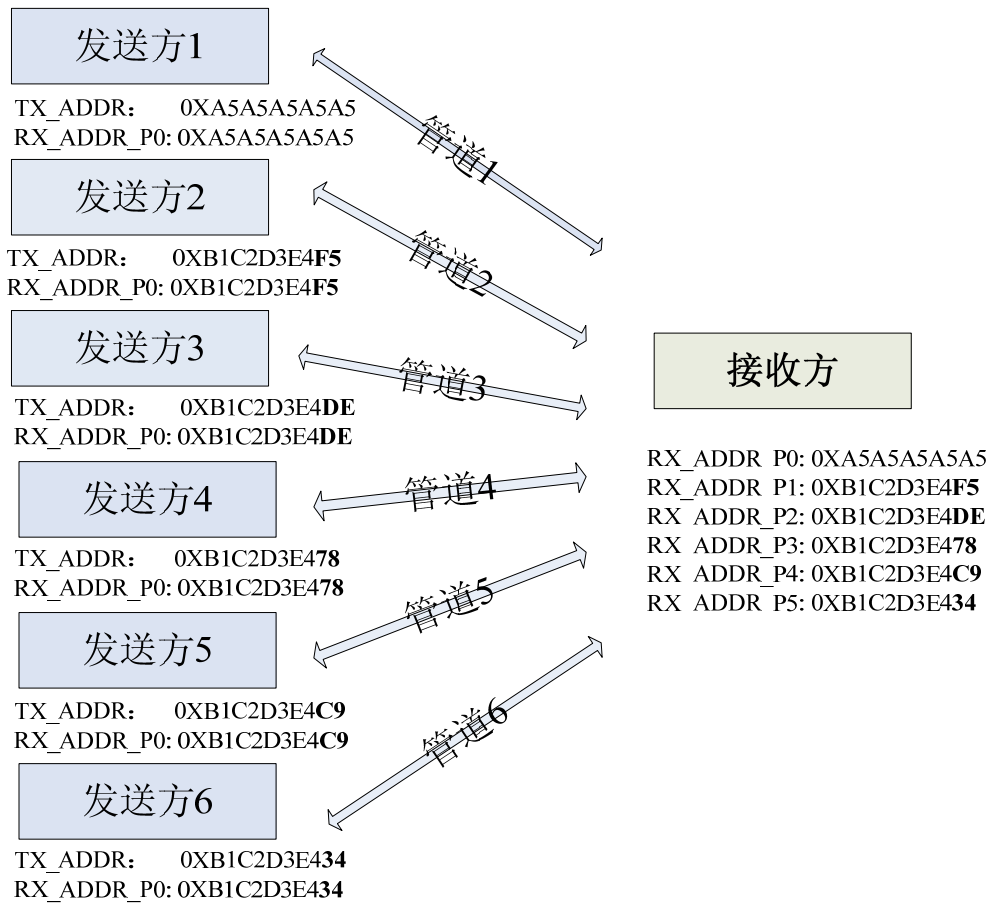 发送方1
TX_ADDR： 0XA5A5A5A5A5
RX_ADDR_P0: 0XA5A5A5A5A5
管道1
发送方2
TX_ADDR： 0XB1C2D3E4F5
RX_ADDR_P0: 0XB1C2D3E4F5
管道2
发送方3
TX_ADDR： 0XB1C2D3E4DE
RX_ADDR_P0: 0XB1C2D3E4DE
管道3
发送方4
TX_ADDR： 0XB1C2D3E478
RX_ADDR_P0: 0XB1C2D3E478
管道4
发送方5
TX_ADDR： 0XB1C2D3E4C9
RX_ADDR_P0: 0XB1C2D3E4C9
管道5
发送方6
TX_ADDR： 0XB1C2D3E434
RX_ADDR_P0: 0XB1C2D3E434
管道6
接收方
RX_ADDR_P0: 0XA5A5A5A5A5
RX_ADDR_P1: 0XB1C2D3E4F5
RX_ADDR_P2: 0XB1C2D3E4DE
RX_ADDR_P3: 0XB1C2D3E478
RX_ADDR_P4: 0XB1C2D3E4C9
RX_ADDR_P5: 0XB1C2D3E434